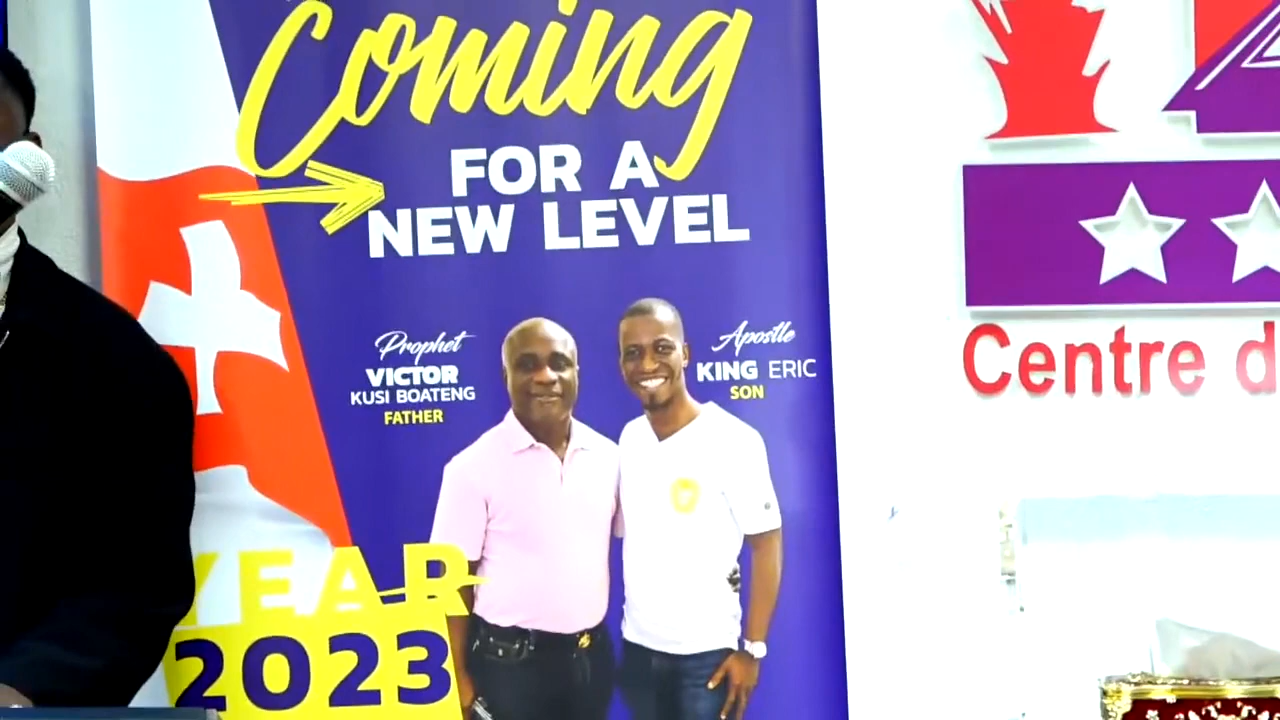 Coming
FOR A
NEW LEVEL
Prophet
VICTOR
KUSI BOATENG
FATHER
Apostle
KING ERIC
SON
YEAR
2023
Centre d